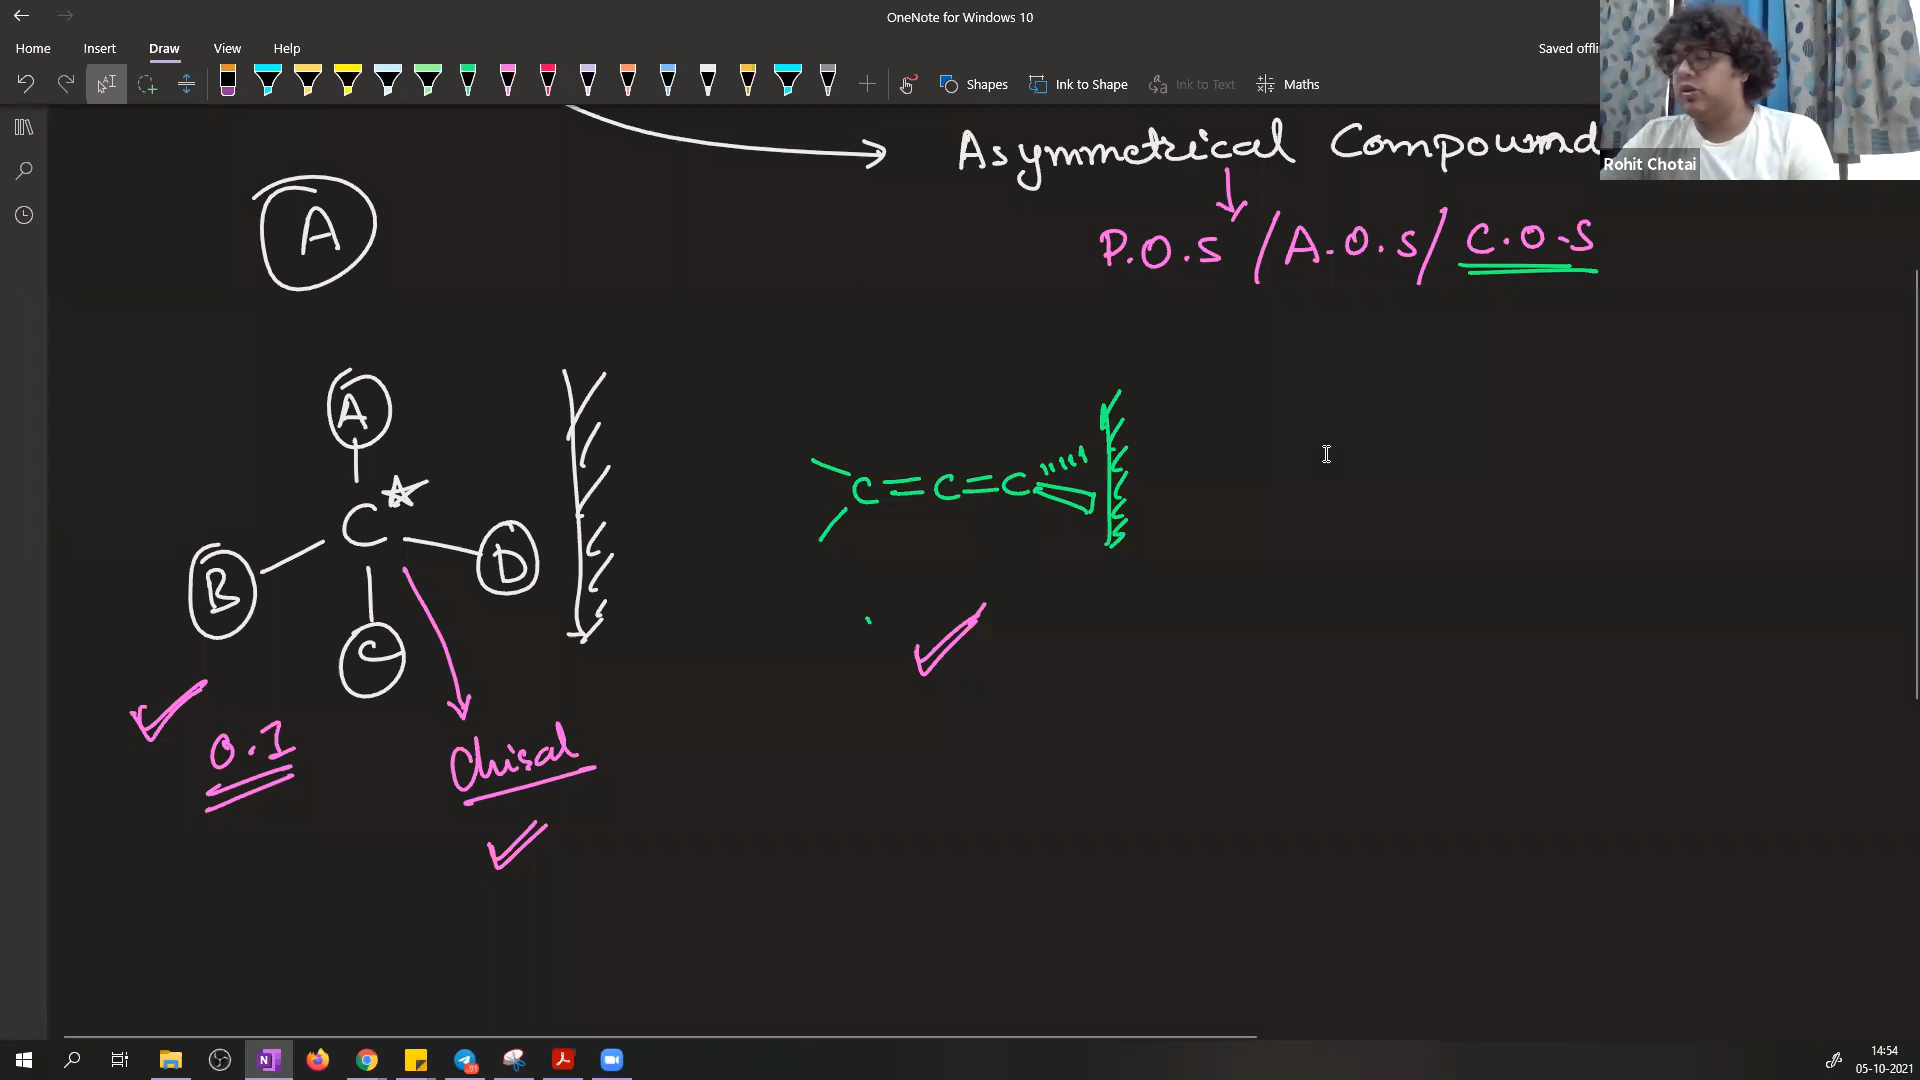 OneNote for Windows 10
Home Insert Draw View Help
Saved offli
Shapes Ink to Shape Ink to Text Maths
Rohit Chotai
Asymmetrical Compound
A
P.O.S / A.O.S / C.O.S
A
C
B
D
C
C=C=C
O.I
Chiral
14:54
05-10-2021